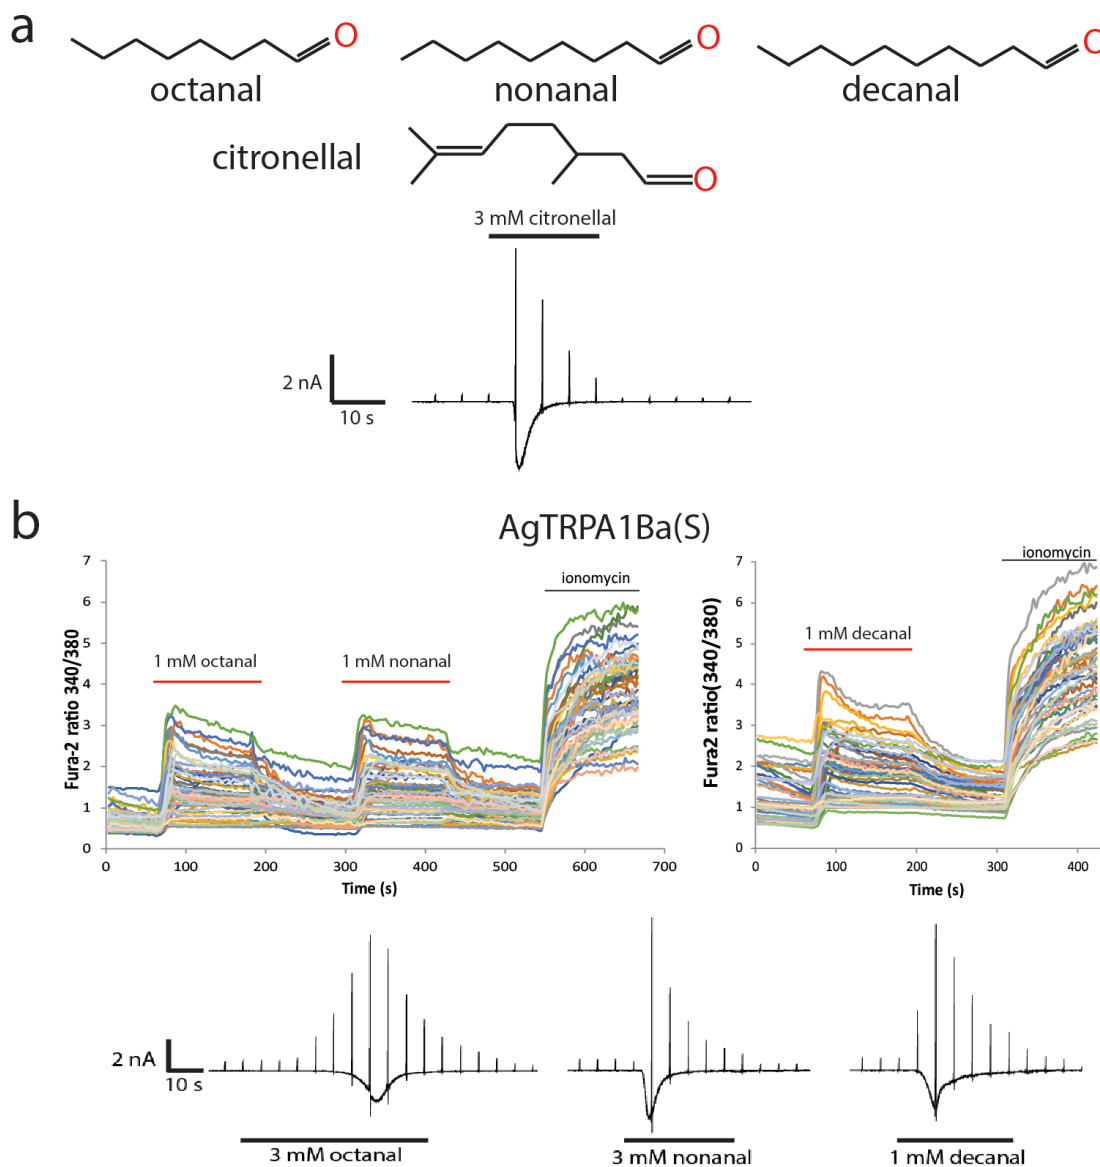 a
O
O
O
octanal
nonanal
decanal
citronellal
O
3 mM citronellal
2 nA
10 s
b
AgTRPA1Ba(S)
Fura-2 ratio 340/380
7
6
5
4
3
2
1
0
0
100
200
300
400
500
600
700
Time (s)
1 mM octanal
1 mM nonanal
ionomycin
Fura2 ratio(340/380)
7
6
5
4
3
2
1
0
0
100
200
300
400
Time (s)
1 mM decanal
ionomycin
2 nA
10 s
3 mM octanal
3 mM nonanal
1 mM decanal